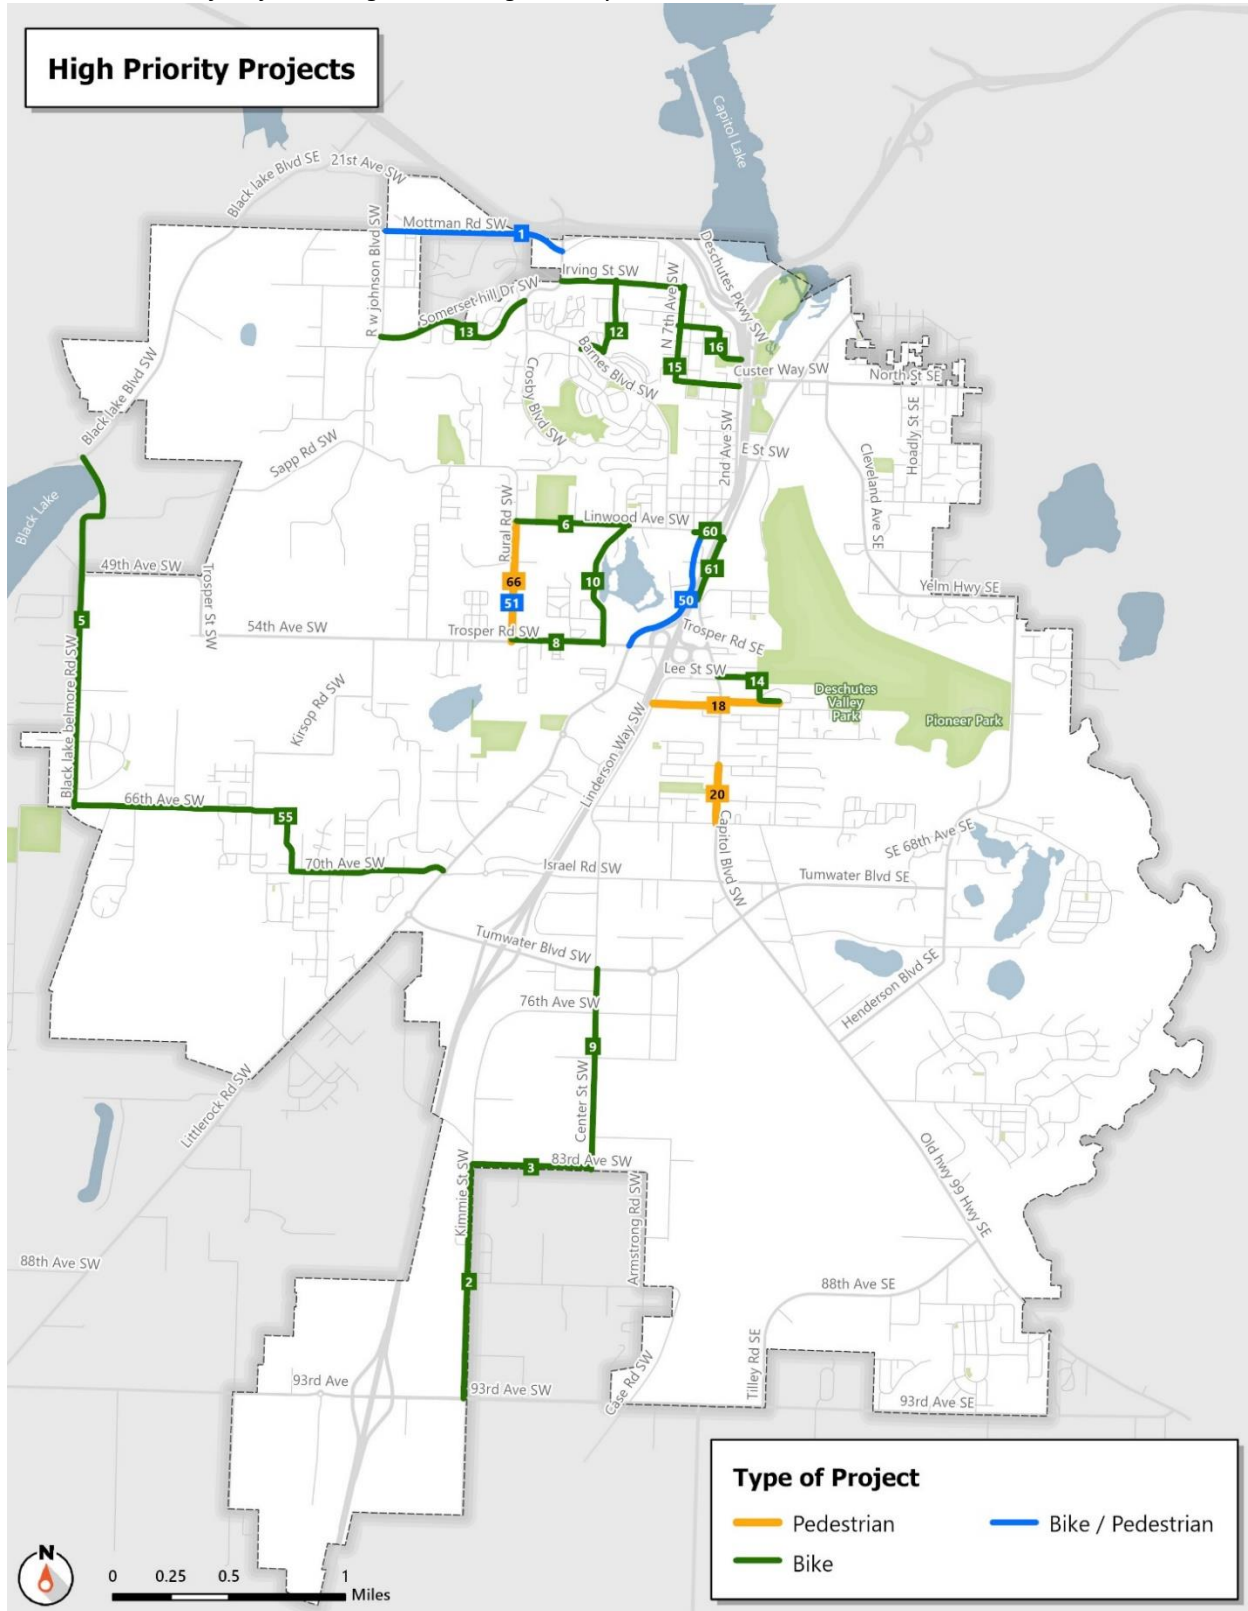 High Priority Projects
Capitol Lake
Black lake Blvd SE
21st Ave SW
Mottman Rd SW
1
R w johnson Blvd SW
Deschutes Pkwy SW
Irving St SW
Somerset hill Dr SW
13
12
N 7th Ave SW
16
15
Barnes Blvd SW
Crosby Blvd SW
Custer Way SW
North St SE
Hoadly St SE
Black lake Blvd SW
2nd Ave SW
E St SW
Cleveland Ave SE
Sapp Rd SW
Black Lake
Rural Rd SW
6
Linwood Ave SW
60
49th Ave SW
Trosper St SW
66
51
10
61
50
Yelm Hwy SE
5
54th Ave SW
Trosper Rd SW
8
Trosper Rd SE
Lee St SW
14
Deschutes
Valley
Park
Pioneer Park
Kirsop Rd SW
18
Black lake belmore Rd SW
Linderson Way SW
20
66th Ave SW
55
Capitol Blvd SW
SE 68th Ave SE
70th Ave SW
Israel Rd SW
Tumwater Blvd SE
Tumwater Blvd SW
Henderson Blvd SE
76th Ave SW
9
Center St SW
Littlerock Rd SW
83rd Ave SW
3
Kimmie St SW
Armstrong Rd SW
Old hwy 99 Hwy SE
88th Ave SW
2
88th Ave SE
Tilley Rd SE
Case Rd SW
93rd Ave
93rd Ave SW
93rd Ave SE
Type of Project
Pedestrian
Bike / Pedestrian
Bike
N
0 0.25 0.5 1
Miles